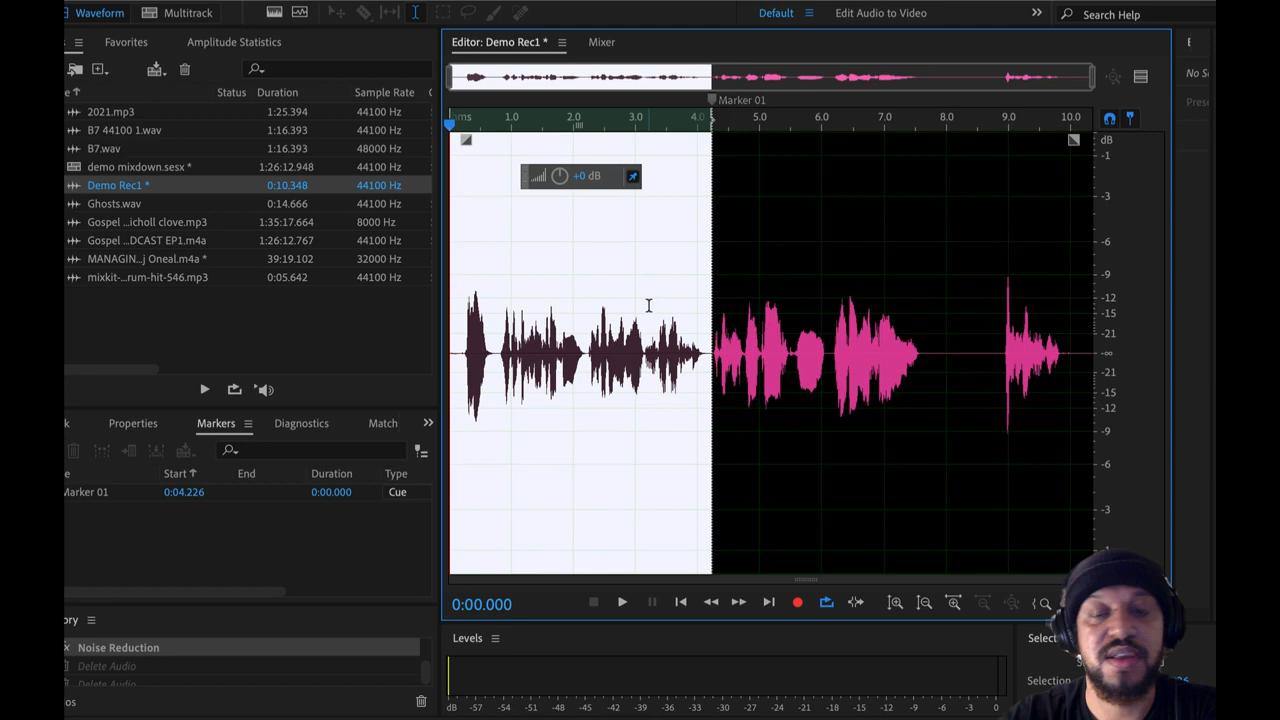 Waveform Multitrack Default Edit Audio to Video Search Help
Favorites Amplitude Statistics
Status Duration Sample Rate
2021.mp3 1:25.394 44100 Hz
B7 44100 1.wav 1:16.393 44100 Hz
B7.wav 1:16.393 48000 Hz
demo mixdown.sesx * 1:26:12.948 44100 Hz
Demo Rec1 * 0:10.348 44100 Hz
Ghosts.wav 0:14.666 44100 Hz
Gospel ...icholl clove.mp3 1:35:17.664 8000 Hz
Gospel ...DCAST EP1.m4a 1:26:12.767 44100 Hz
MANAGIN...j Oneal.m4a * 39:19.102 32000 Hz
mixkit-...rum-hit-546.mp3 0:05.642 44100 Hz
Properties Markers Diagnostics Match
Start End Duration Type
Marker 01 0:04.226 0:00.000 Cue
ory
Noise Reduction
Delete Audio
Delete Audio
os
Editor: Demo Rec1 * Mixer
Marker 01
hms 1.0 2.0 3.0 4.0 5.0 6.0 7.0 8.0 9.0 10.0
+0 dB
dB
-1
-3
-6
-9
-12
-15
-21
-∞
-21
-15
-12
-9
-6
-3
-1
0:00.000
Levels
dB -57 -54 -51 -48 -45 -42 -39 -36 -33 -30 -27 -24 -21 -18 -15 -12 -9 -6 -3 0
No S
Prese
Selec
Selection